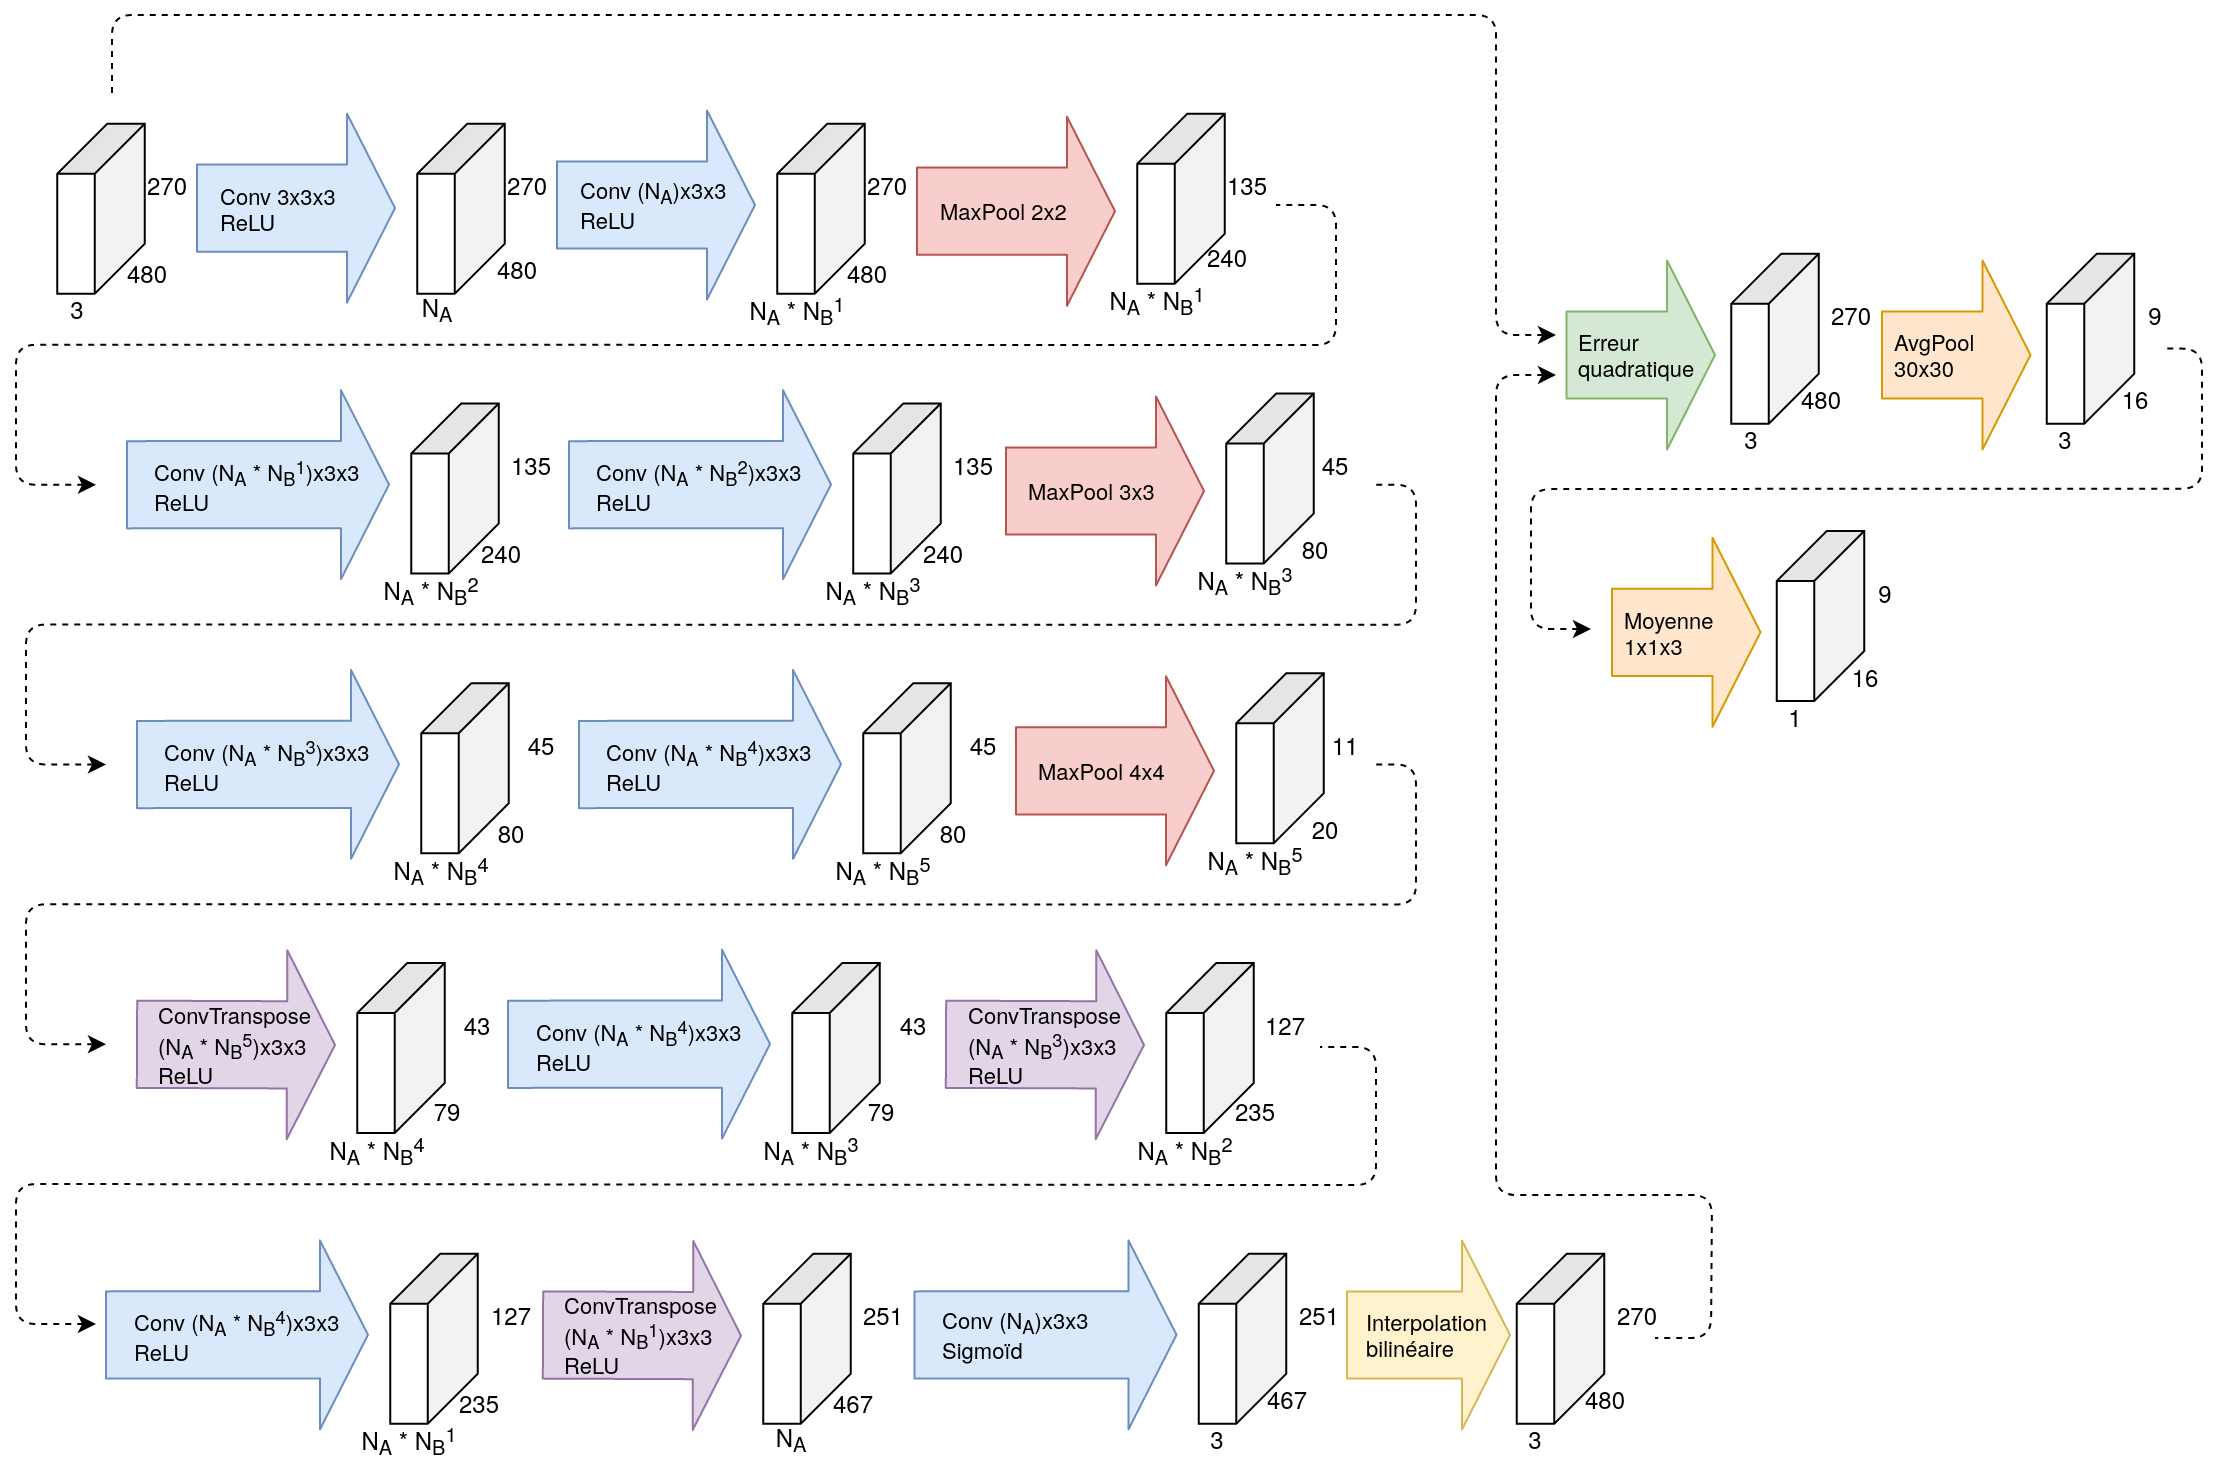 270
480
3
Conv 3x3x3
ReLU
270
480
N_A
Conv (N_A)x3x3
ReLU
270
480
N_A * N_B^1
MaxPool 2x2
135
240
N_A * N_B^1
Conv (N_A * N_B^1)x3x3
ReLU
135
240
N_A * N_B^2
Conv (N_A * N_B^2)x3x3
ReLU
135
240
N_A * N_B^3
MaxPool 3x3
45
80
N_A * N_B^3
Conv (N_A * N_B^3)x3x3
ReLU
45
80
N_A * N_B^4
Conv (N_A * N_B^4)x3x3
ReLU
45
80
N_A * N_B^5
MaxPool 4x4
11
20
N_A * N_B^5
ConvTranspose
(N_A * N_B^5)x3x3
ReLU
43
79
N_A * N_B^4
Conv (N_A * N_B^4)x3x3
ReLU
43
79
N_A * N_B^3
ConvTranspose
(N_A * N_B^3)x3x3
ReLU
127
235
N_A * N_B^2
Conv (N_A * N_B^4)x3x3
ReLU
127
235
N_A * N_B^1
ConvTranspose
(N_A * N_B^1)x3x3
ReLU
251
467
N_A
Conv (N_A)x3x3
Sigmoïd
251
467
3
Interpolation
bilinéaire
270
480
3
Erreur
quadratique
270
480
3
AvgPool
30x30
9
16
3
Moyenne
1x1x3
9
16
1